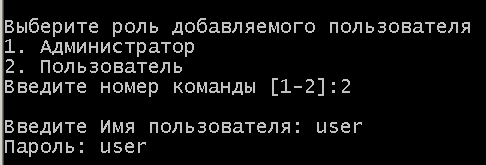 Выберите роль добавляемого пользователя
1. Администратор
2. Пользователь
Введите номер команды [1-2]:2
Введите Имя пользователя: user
Пароль: user